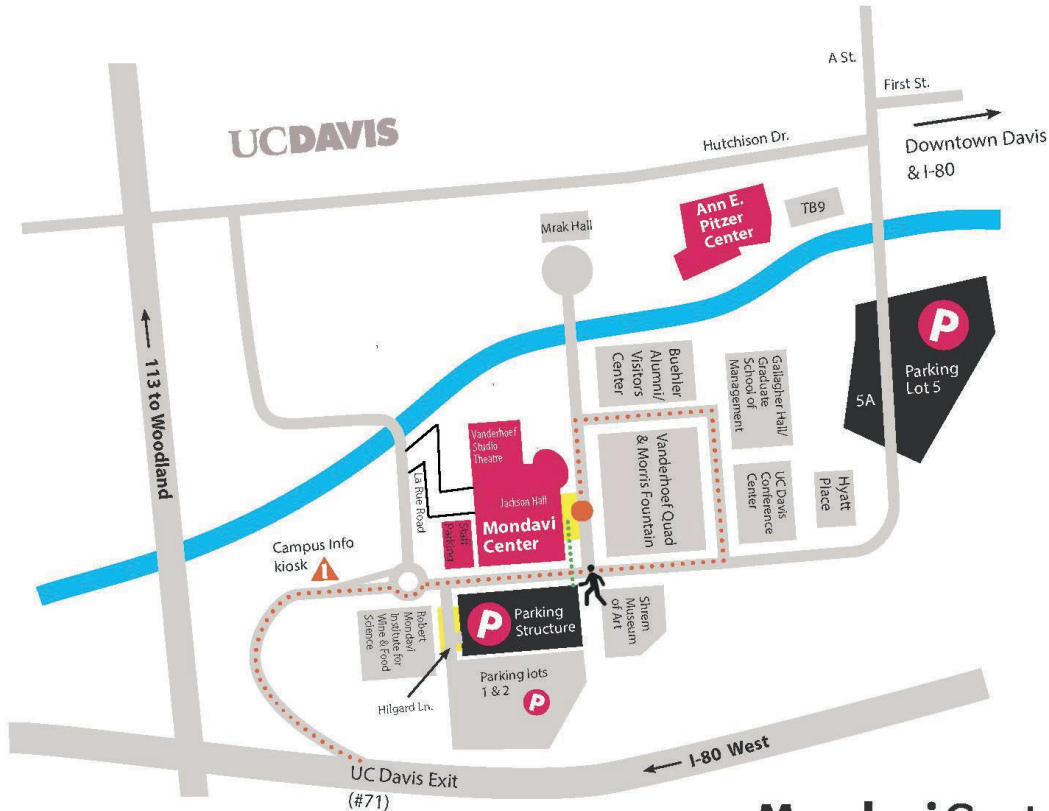 A St.
First St.
Downtown Davis
& I-80
UCDAVIS
Hutchison Dr.
Ann E.
Pitzer
Center
TB9
Mrak Hall
P
Parking
Lot 5
5A
113 to Woodland
Buehler
Alumni/
Visitors
Center
Gallagher Hall/
Graduate
School of
Management
Vanderhoef
Studio
Theatre
Vanderhoef Quad
& Morris Fountain
La Rue Road
Jackson Hall
Mondavi
Center
Staff
Parking
UC Davis
Conference
Center
Hyatt
Place
Campus Info
kiosk
i
Robert
Mondavi
Institute for
Wine & Food
Science
P
Parking
Structure
Shrem
Museum
of Art
Parking lots
1 & 2
P
Hilgard Ln.
I-80 West
UC Davis Exit
(#71)